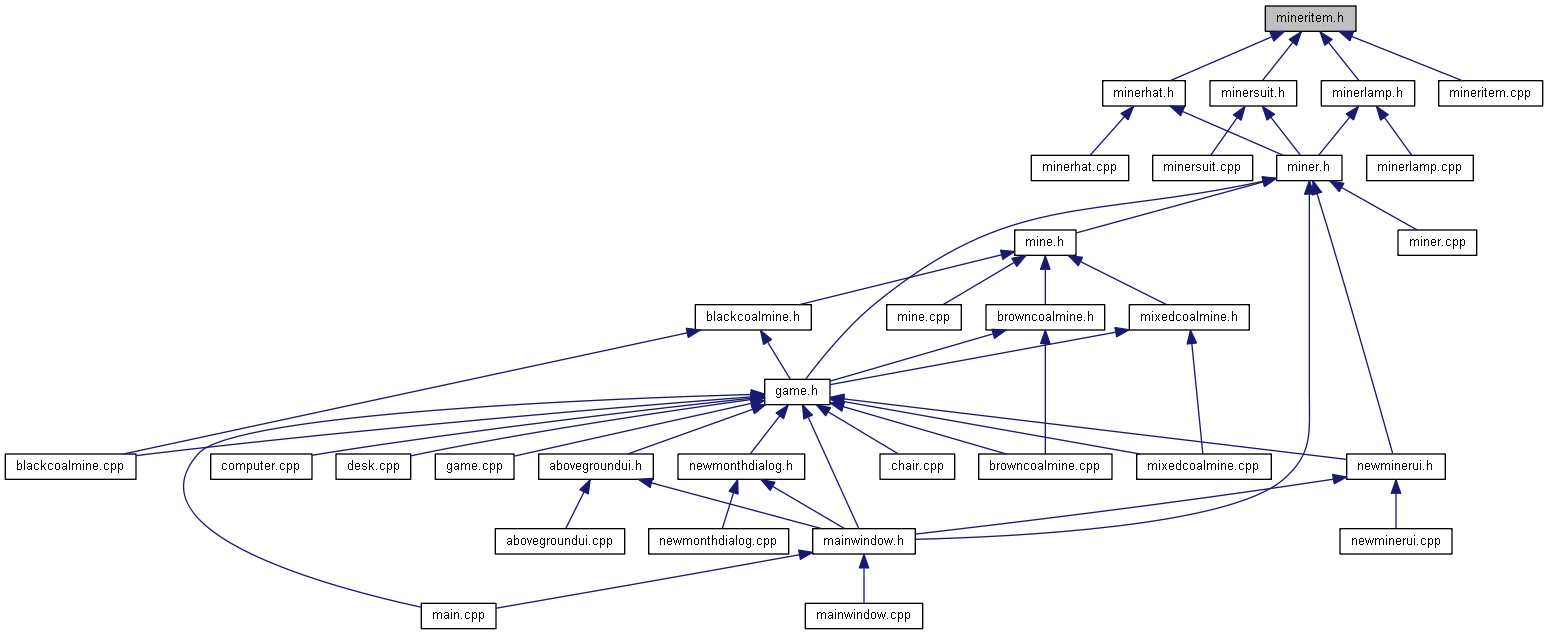 mineritem.h
minerhat.h
minersuit.h
minerlamp.h
mineritem.cpp
minerhat.cpp
minersuit.cpp
miner.h
minerlamp.cpp
mine.h
miner.cpp
blackcoalmine.h
mine.cpp
browncoalmine.h
mixedcoalmine.h
game.h
blackcoalmine.cpp
computer.cpp
desk.cpp
game.cpp
abovegroundui.h
newmonthdialog.h
chair.cpp
browncoalmine.cpp
mixedcoalmine.cpp
newminerui.h
abovegroundui.cpp
newmonthdialog.cpp
mainwindow.h
newminerui.cpp
main.cpp
mainwindow.cpp